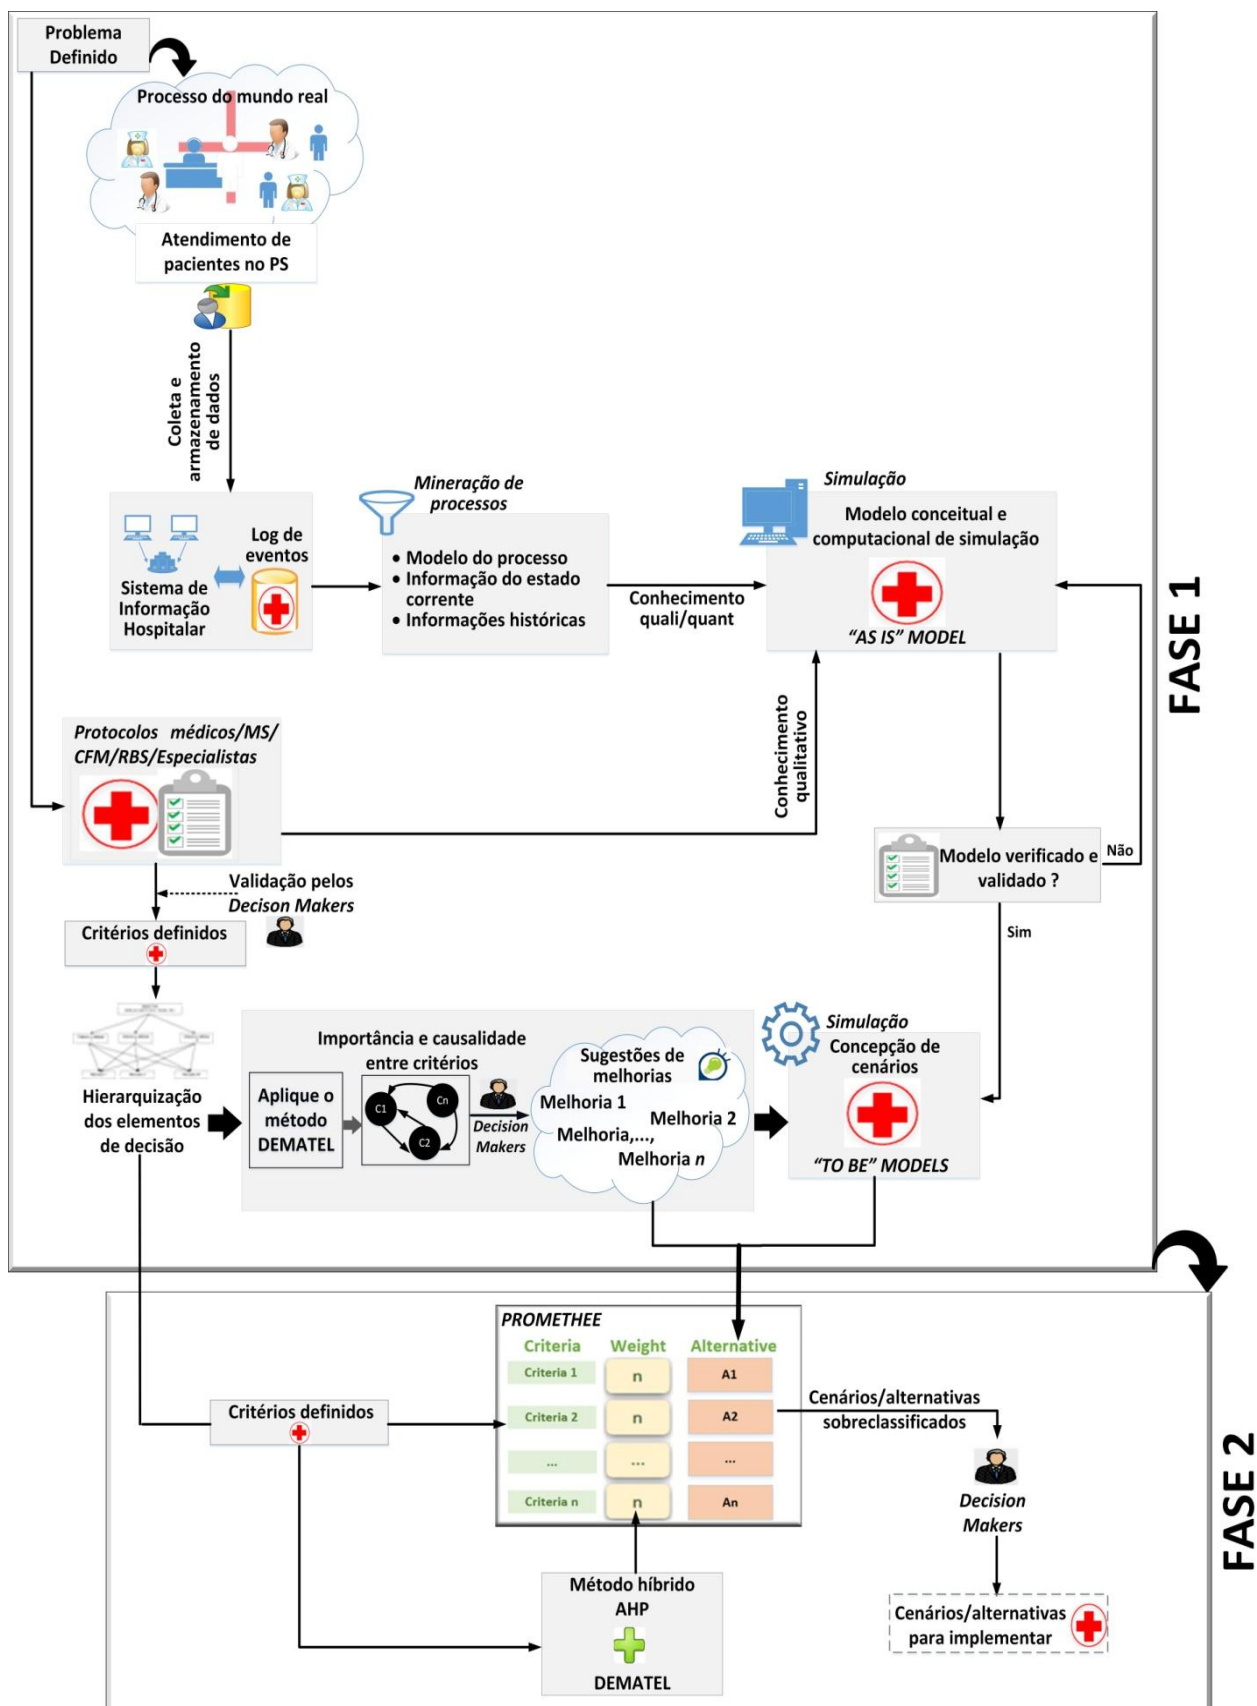 Problema
Definido
Processo do mundo real
Atendimento de
pacientes no PS
Coleta e
armazenamento
de dados
Log de
eventos
Sistema de
Informação
Hospitalar
Mineração de
processos
• Modelo do processo
• Informação do estado
corrente
• Informações históricas
Conhecimento
quali/quant
Simulação
Modelo conceitual e
computacional de simulação
“AS IS” MODEL
FASE 1
Protocolos médicos/MS/
CFM/RBS/Especialistas
Conhecimento
qualitativo
Modelo verificado e
validado ?
Não
Sim
Validação pelos
Decison Makers
Critérios definidos
Hierarquização
dos elementos
de decisão
Aplique o
método
DEMATEL
Importância e causalidade
entre critérios
C1
Cn
C2
Decision
Makers
Sugestões de
melhorias
Melhoria 1
Melhoria 2
Melhoria,...,
Melhoria n
Simulação
Concepção de
cenários
“TO BE” MODELS
PROMETHEE
Criteria Weight Alternative
Criteria 1 n A1
Criteria 2 n A2
... ... ...
Criteria n n An
Critérios definidos
Cenários/alternativas
sobreclassificados
Decision
Makers
Cenários/alternativas
para implementar
Método híbrido
AHP
DEMATEL
FASE 2